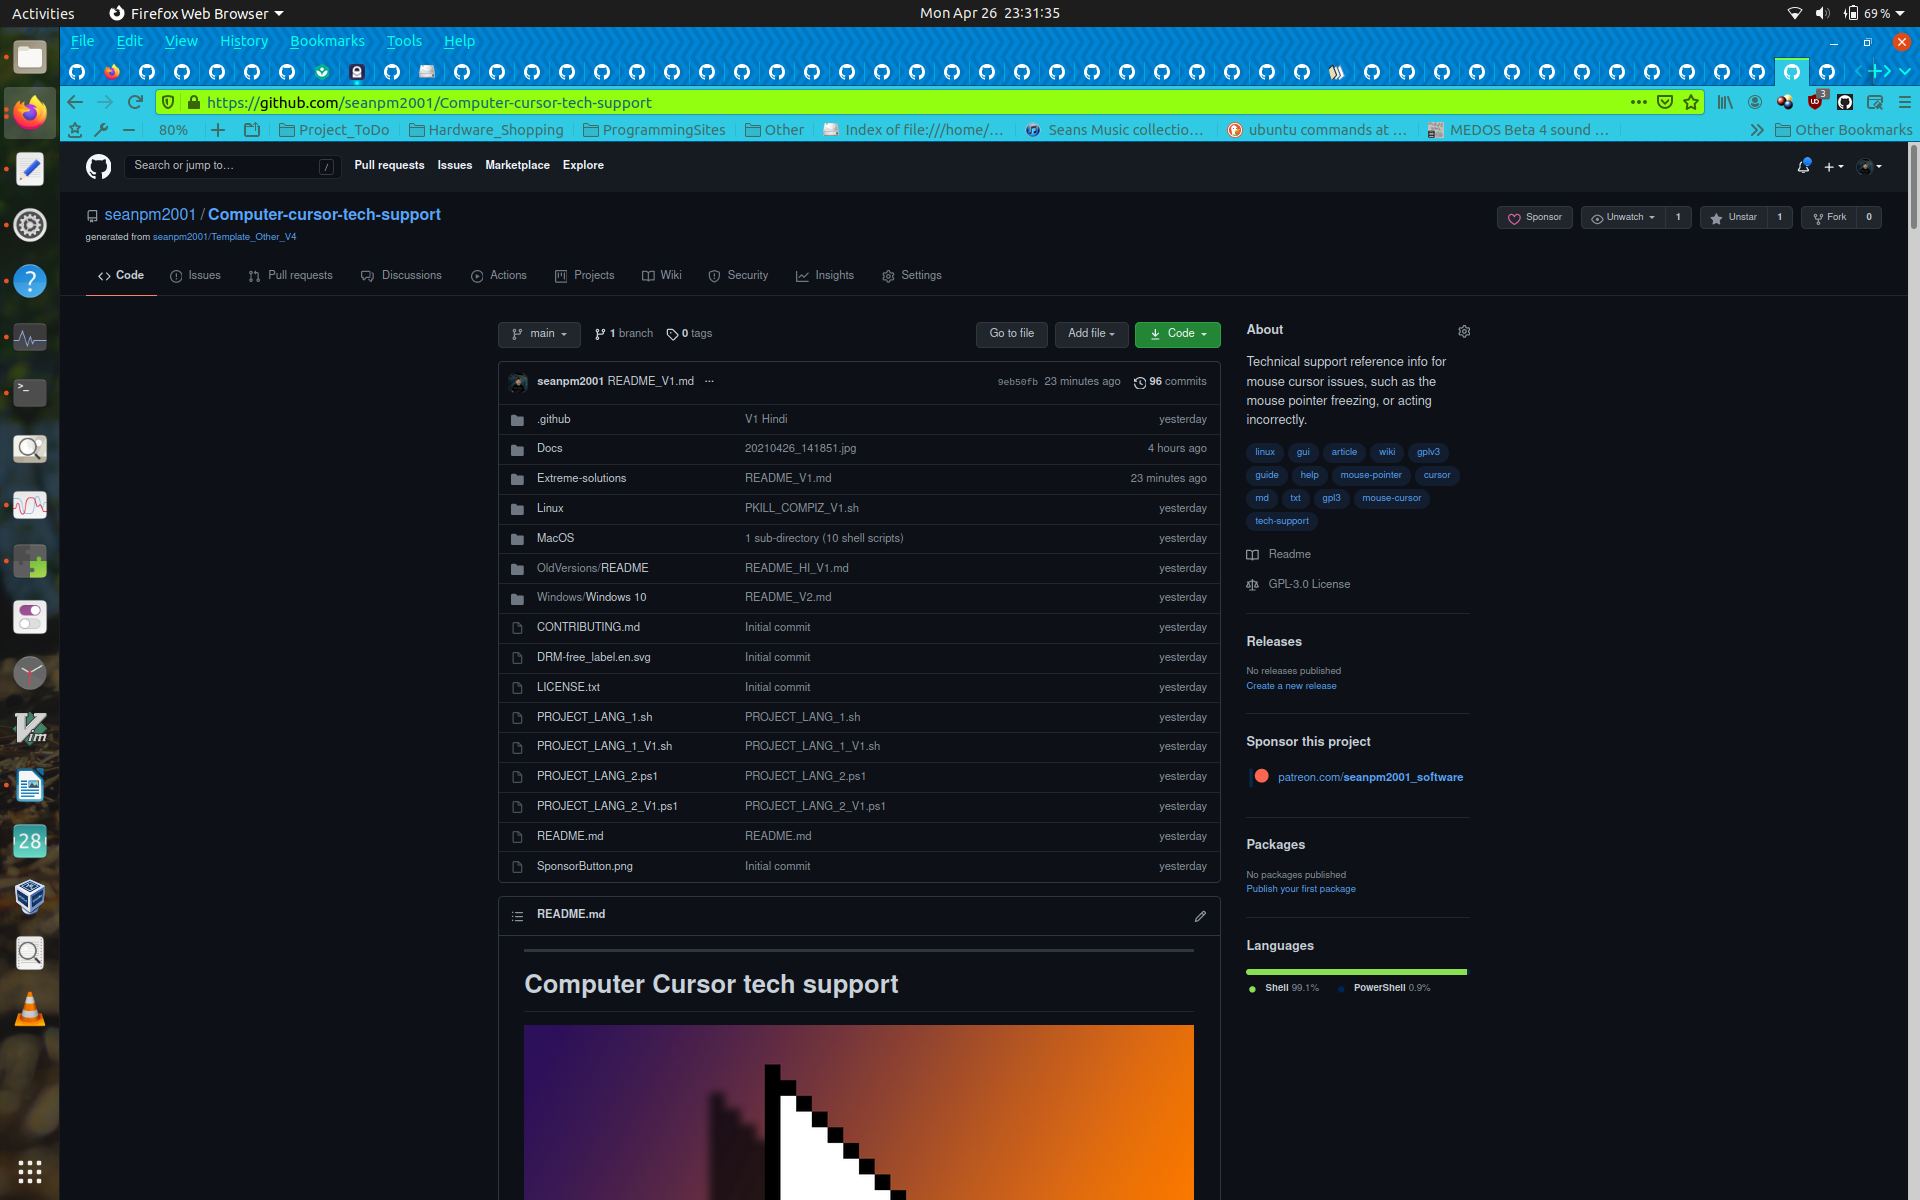 Activities Firefox Web Browser Mon Apr 26 23:31:35 69 %
File Edit View History Bookmarks Tools Help
https://github.com/seanpm2001/Computer-cursor-tech-support 3
80% Project_ToDo Hardware_Shopping ProgrammingSites Other Index of file:///home/... Seans Music collectio... ubuntu commands at ... MEDOS Beta 4 sound ... Other Bookmarks
Search or jump to... / Pull requests Issues Marketplace Explore
seanpm2001 / Computer-cursor-tech-support Sponsor Unwatch 1 Unstar 1 Fork 0
generated from seanpm2001/Template_Other_V4
Code Issues Pull requests Discussions Actions Projects Wiki Security Insights Settings
main 1 branch 0 tags Go to file Add file Code
seanpm2001 README_V1.md ... 9eb50fb 23 minutes ago 96 commits
.github V1 Hindi yesterday
Docs 20210426_141851.jpg 4 hours ago
Extreme-solutions README_V1.md 23 minutes ago
Linux PKILL_COMPIZ_V1.sh yesterday
MacOS 1 sub-directory (10 shell scripts) yesterday
OldVersions/README README_HI_V1.md yesterday
Windows/Windows 10 README_V2.md yesterday
CONTRIBUTING.md Initial commit yesterday
DRM-free_label.en.svg Initial commit yesterday
LICENSE.txt Initial commit yesterday
PROJECT_LANG_1.sh PROJECT_LANG_1.sh yesterday
PROJECT_LANG_1_V1.sh PROJECT_LANG_1_V1.sh yesterday
PROJECT_LANG_2.ps1 PROJECT_LANG_2.ps1 yesterday
PROJECT_LANG_2_V1.ps1 PROJECT_LANG_2_V1.ps1 yesterday
README.md README.md yesterday
SponsorButton.png Initial commit yesterday
README.md
Computer Cursor tech support
About
Technical support reference info for
mouse cursor issues, such as the
mouse pointer freezing, or acting
incorrectly.
linux gui article wiki gplv3
guide help mouse-pointer cursor
md txt gpl3 mouse-cursor
tech-support
Readme
GPL-3.0 License
Releases
No releases published
Create a new release
Sponsor this project
patreon.com/seanpm2001_software
Packages
No packages published
Publish your first package
Languages
Shell 99.1% PowerShell 0.9%
?
>_
Vim
28